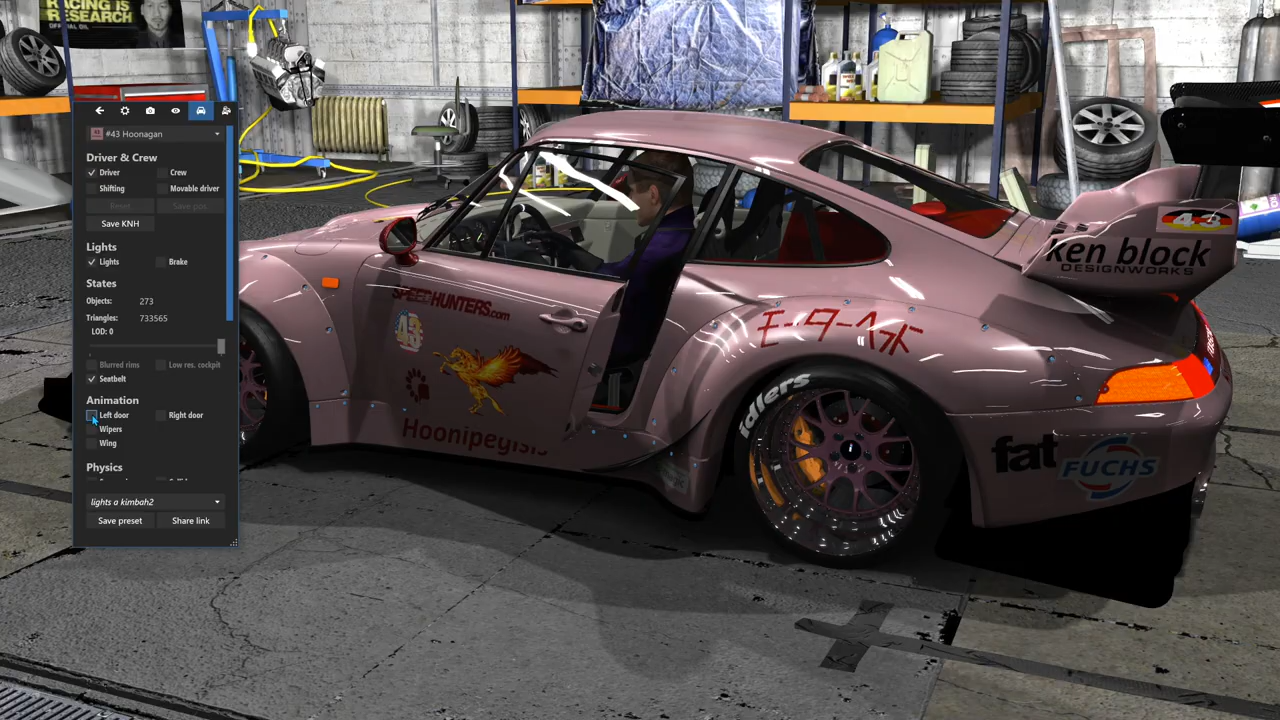 RACING IS
RESEARCH
OFFICIAL OIL
#43 Hoonagan
Driver & Crew
Driver
Crew
Shifting
Movable driver
Reset
Save pos.
Save KNH
Lights
Lights
Brake
States
Objects:
273
Triangles:
733565
LOD: 0
Blurred rims
Low res. cockpit
Seatbelt
Animation
Left door
Right door
Wipers
Wing
Physics
lights a kimbah2
Save preset
Share link
SPEEDHUNTERS.com
43
Hoonipegisis
idlers
モーターヘッド
43
ken block
DESIGNWORKS
fat
FUCHS